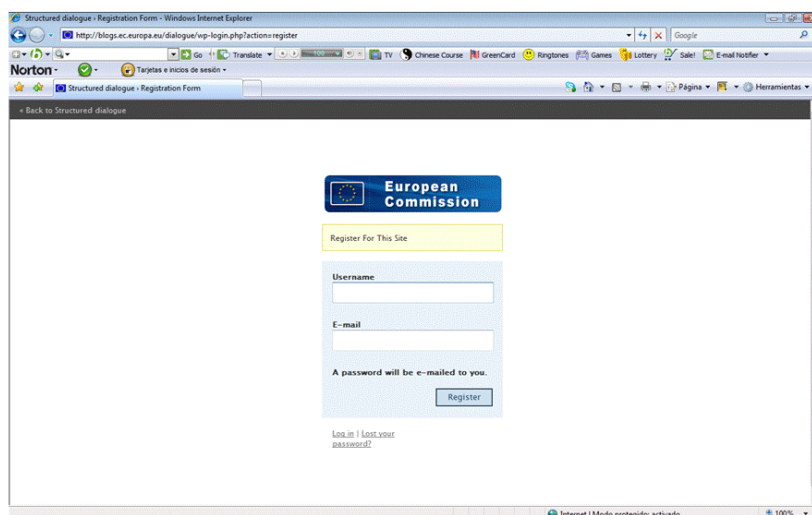 Structured dialogue › Registration Form - Windows Internet Explorer
http://blogs.ec.europa.eu/dialogue/wp-login.php?action=register
Google
Go
Translate
100
TV
Chinese Course
GreenCard
Ringtones
Games
Lottery
Sale!
E-mail Notifier
Norton
Tarjetas e inicios de sesión
Structured dialogue › Registration Form
Página
Herramientas
« Back to Structured dialogue
European
Commission
Register For This Site
Username
E-mail
A password will be e-mailed to you.
Register
Log in | Lost your
password?
Internet | Modo protegido: activado
100%